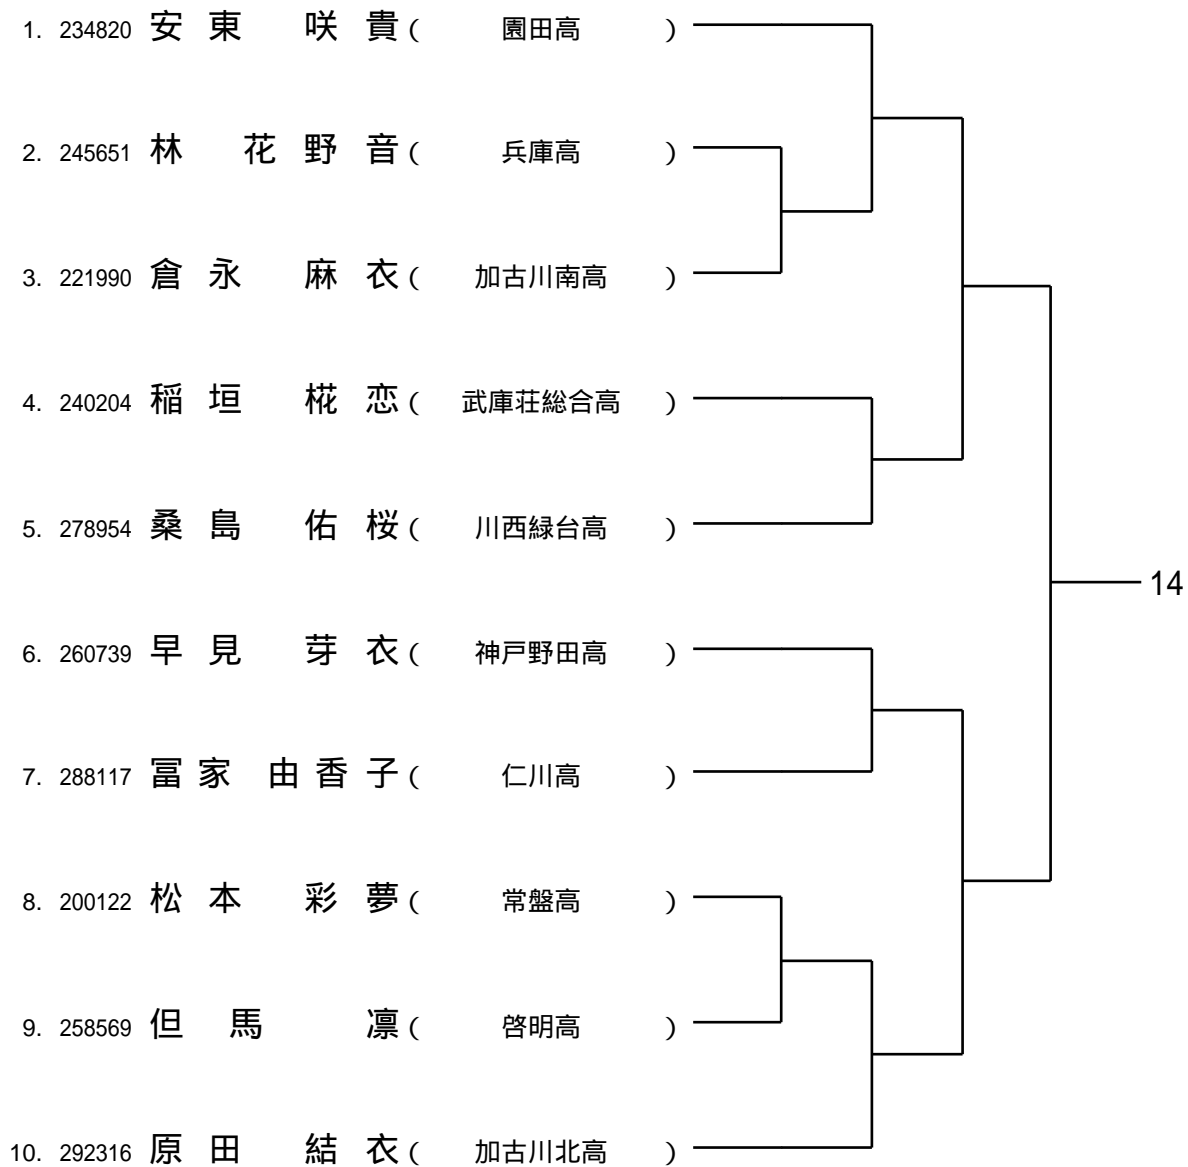 1. 234820 安東 咲貴 ( 園田高 )
2. 245651 林 花野音 ( 兵庫高 )
3. 221990 倉永 麻衣 ( 加古川南高 )
4. 240204 稲垣 椛恋 ( 武庫荘総合高 )
5. 278954 桑島 佑桜 ( 川西緑台高 )
14
6. 260739 早見 芽衣 ( 神戸野田高 )
7. 288117 冨家 由香子 ( 仁川高 )
8. 200122 松本 彩夢 ( 常盤高 )
9. 258569 但馬 凛 ( 啓明高 )
10. 292316 原田 結衣 ( 加古川北高 )